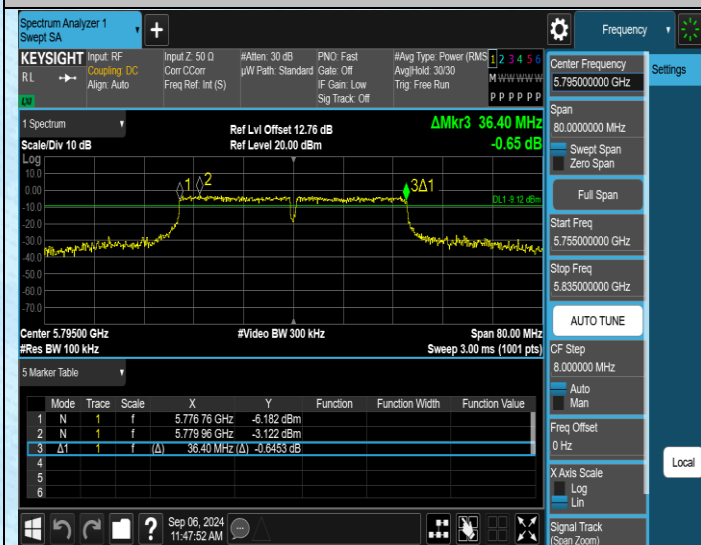 Spectrum Analyzer 1
Swept SA
Frequency
KEYSIGHT
RL
LXI
Input: RF
Coupling: DC
Align: Auto
Input Z: 50 Ω
Corr CCorr
Freq Ref: Int (S)
#Atten: 30 dB
µW Path: Standard
PNO: Fast
Gate: Off
IF Gain: Low
Sig Track: Off
#Avg Type: Power (RMS
Avg|Hold: 30/30
Trig: Free Run
1 2 3 4 5 6
M W W W W W
P P P P P P
1 Spectrum
Scale/Div 10 dB
Ref Lvl Offset 12.76 dB
Ref Level 20.00 dBm
ΔMkr3 36.40 MHz
-0.65 dB
Log
10.0
0.00
-10.0
-20.0
-30.0
-40.0
-50.0
-60.0
-70.0
1
2
3Δ1
DL1 -9.12 dBm
Center 5.79500 GHz
#Video BW 300 kHz
Span 80.00 MHz
#Res BW 100 kHz
Sweep 3.00 ms (1001 pts)
5 Marker Table
Mode Trace Scale X Y Function Function Width Function Value
1 N 1 f 5.776 76 GHz -6.182 dBm
2 N 1 f 5.779 96 GHz -3.122 dBm
3 Δ1 1 f (Δ) 36.40 MHz (Δ) -0.6453 dB
4
5
6
Sep 06, 2024
11:47:52 AM
Center Frequency
5.795000000 GHz
Span
80.0000000 MHz
Swept Span
Zero Span
Full Span
Start Freq
5.755000000 GHz
Stop Freq
5.835000000 GHz
AUTO TUNE
CF Step
8.000000 MHz
Auto
Man
Freq Offset
0 Hz
X Axis Scale
Log
Lin
Signal Track
(Span Zoom)
Settings
Local